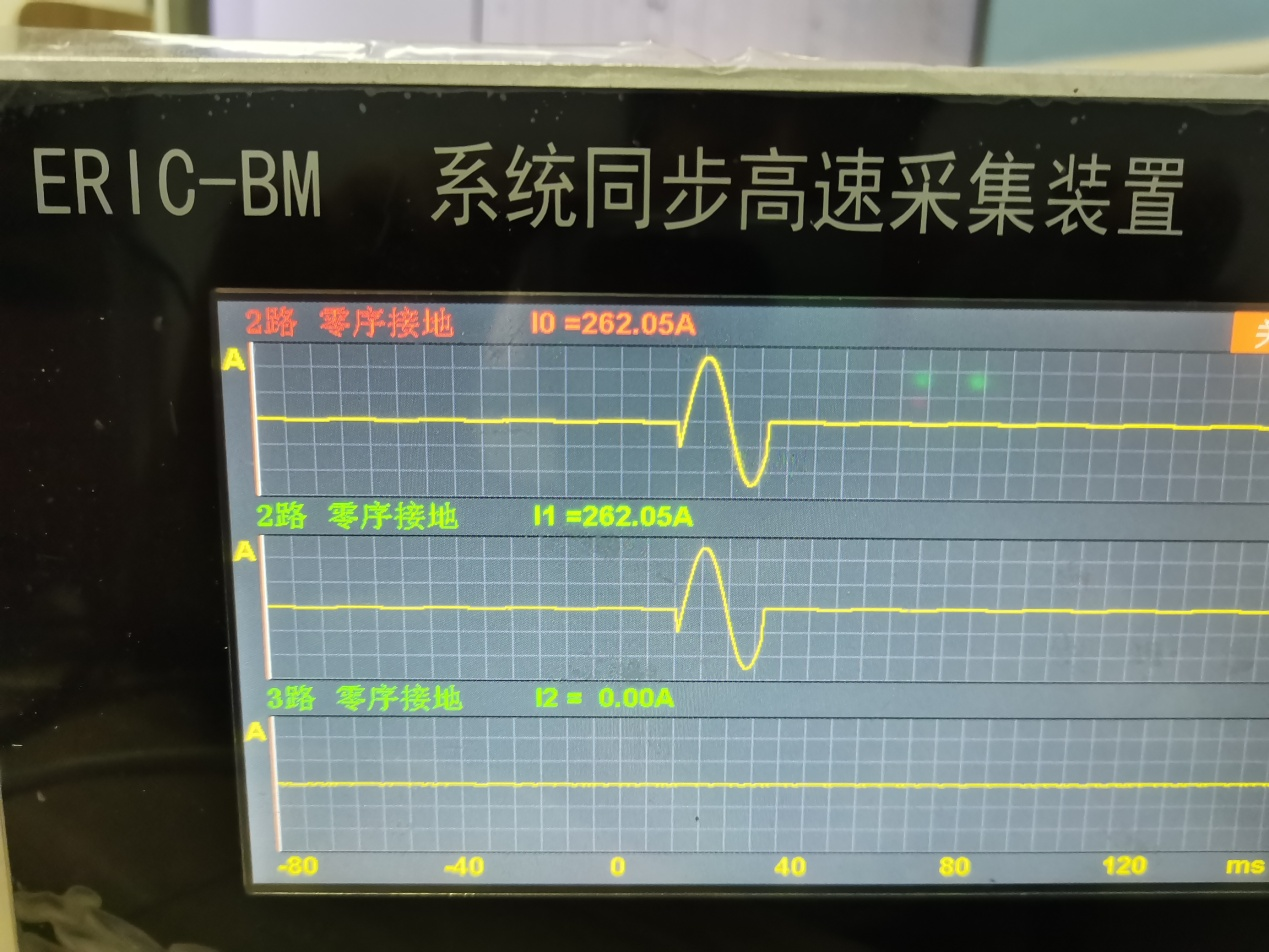 ERIC-BM 系统同步高速采集装置
2路 零序接地 I0 =262.05A
A
2路 零序接地 I1 =262.05A
A
3路 零序接地 I2 = 0.00A
A
-80 -40 0 40 80 120 ms